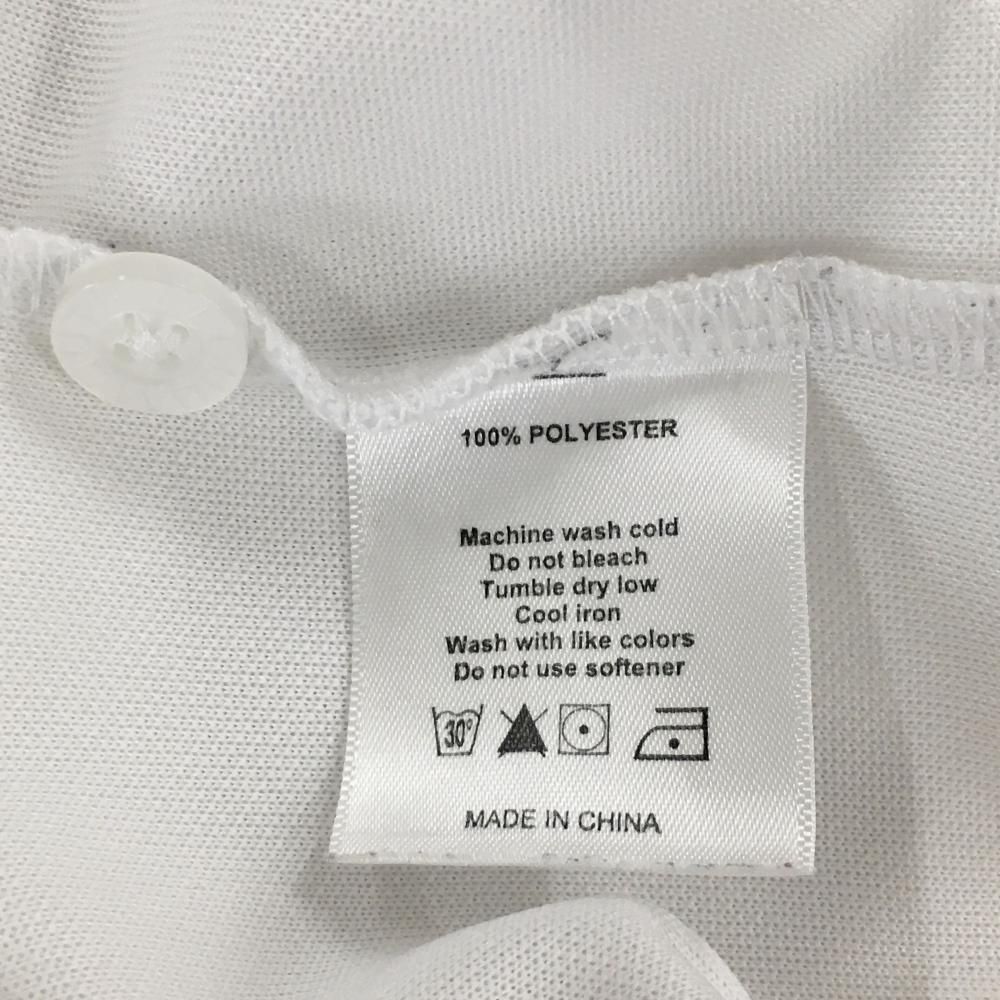 100% POLYESTER
Machine wash cold
Do not bleach
Tumble dry low
Cool iron
Wash with like colors
Do not use softener
30°
MADE IN CHINA